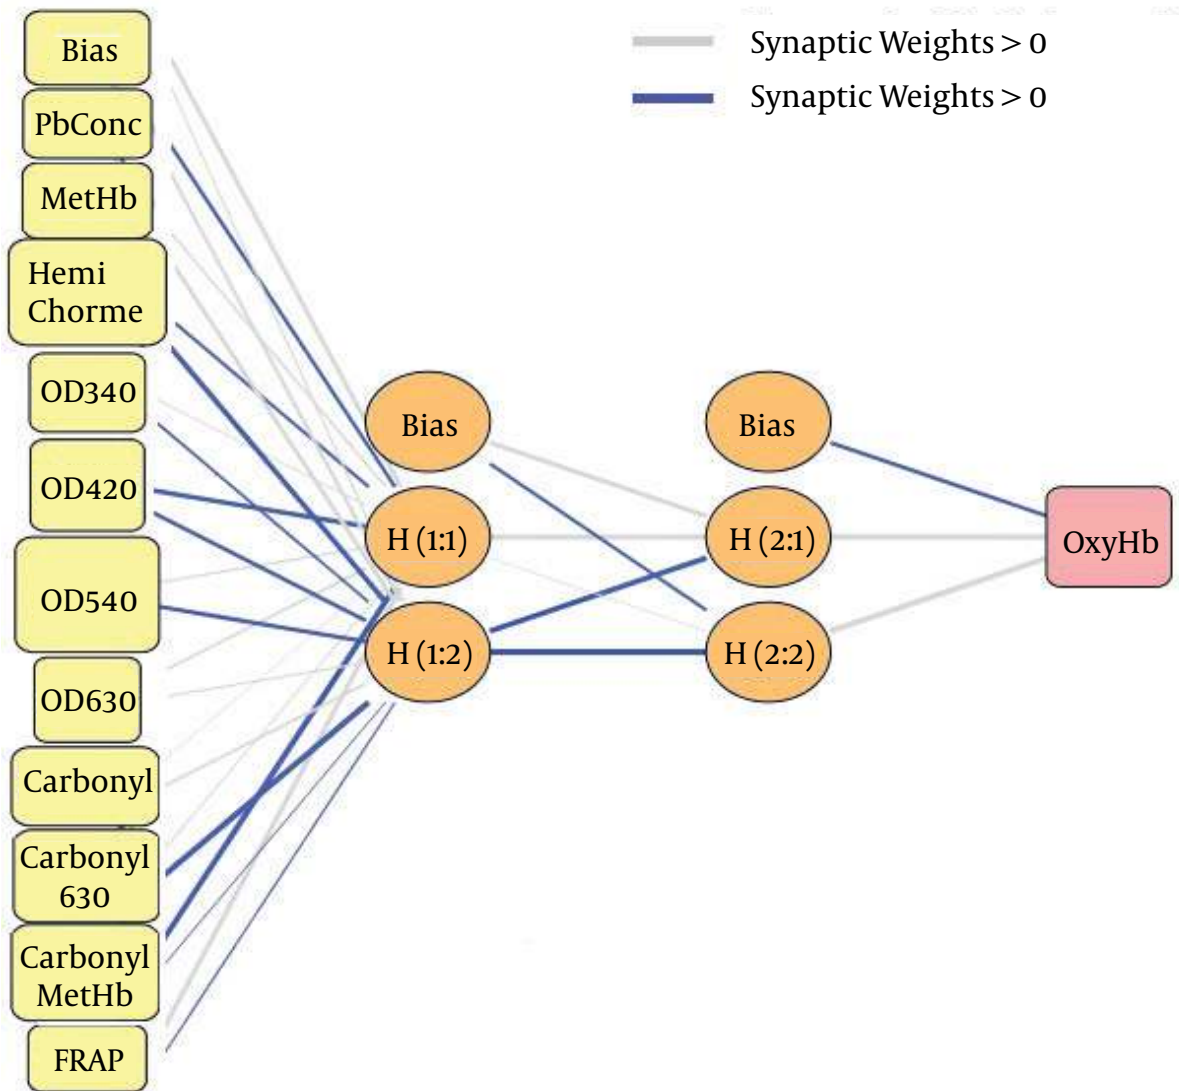 Synaptic Weights > 0
Synaptic Weights > 0
Bias
PbConc
MetHb
Hemi
Chorme
OD340
OD420
OD540
OD630
Carbonyl
Carbonyl
630
Carbonyl
MetHb
FRAP
Bias
H (1:1)
H (1:2)
Bias
H (2:1)
H (2:2)
OxyHb